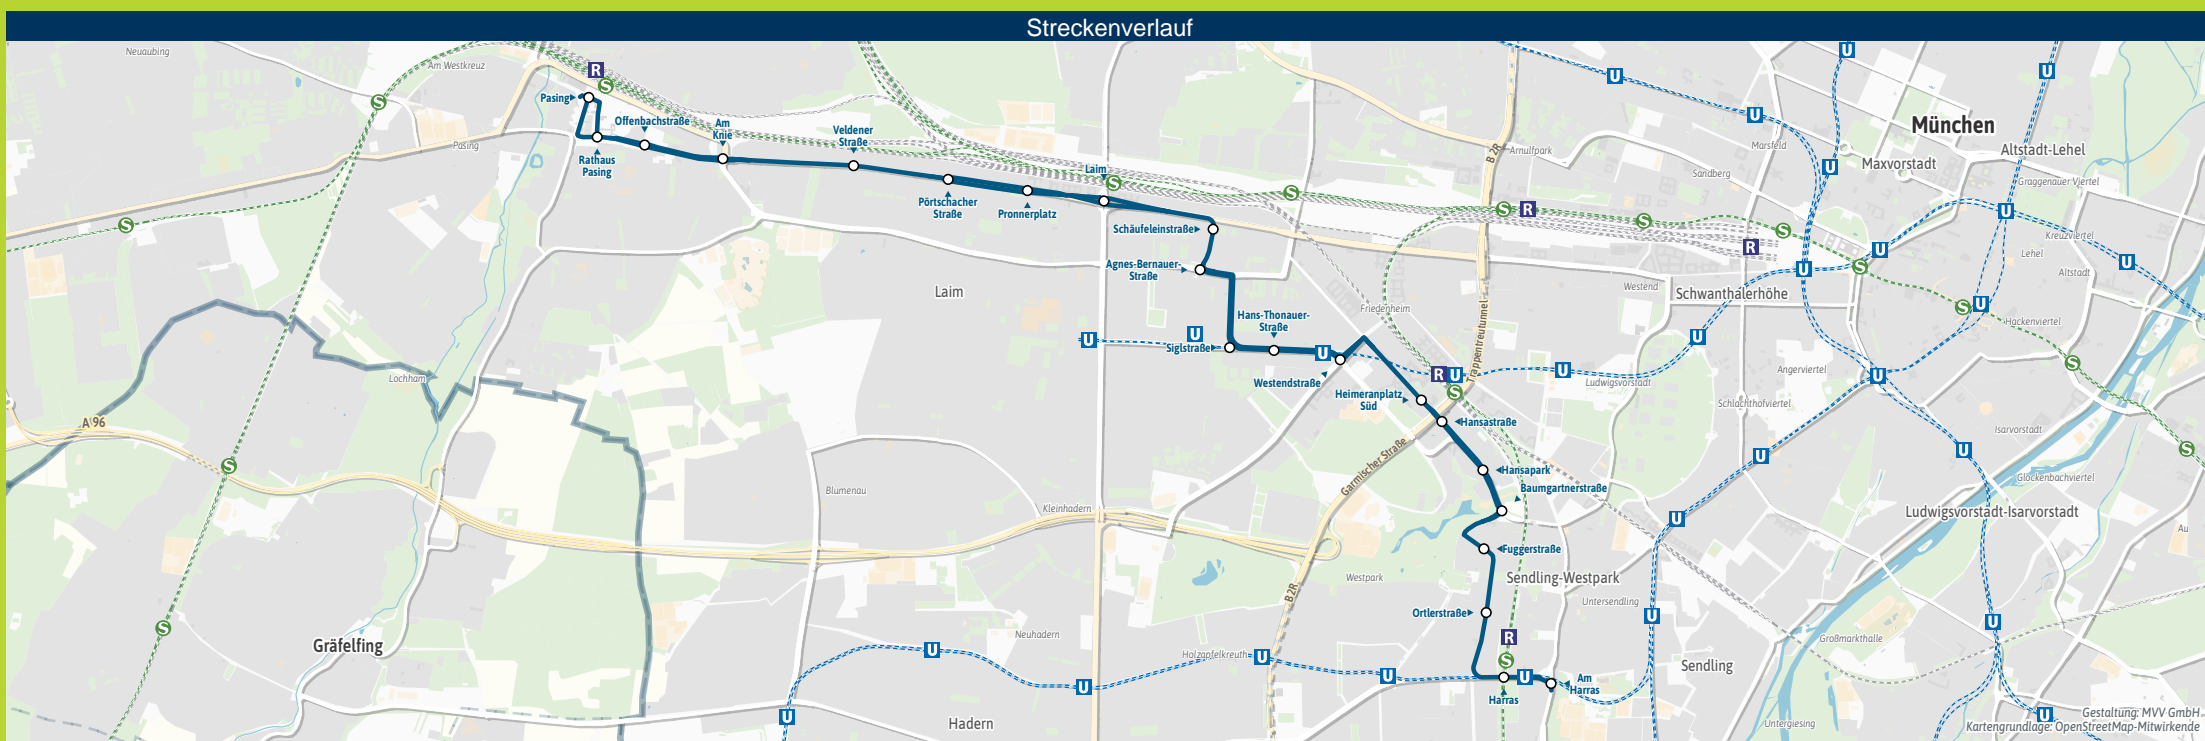 Streckenverlauf
Neuaubing
Am Westkreuz
R
S
S
Pasing
Offenbachstraße
Am
Knie
Veldener
Straße
Rathaus
Pasing
Pasing
S
Pörtschacher
Straße
Pronnerplatz
Laim
S
Schäufeleinstraße
Agnes-Bernauer-
Straße
Laim
S
S
R
S
S
R
B 2R
Arnulfpark
U
U
U
U
U
München
Maxvorstadt
Altstadt-Lehel
Marsfeld
Sandberg
Graggenauer Viertel
U
Kreuzviertel
Lehel
U
U
S
Altstadt
U
Westend
Schwanthalerhöhe
S
U
Hackenviertel
Friedenheim
Trappentreutunnel
Hans-Thonauer-
Straße
U
U
Siglstraße
U
Westendstraße
Heimeranplatz
Süd
R
U
S
U
U
Ludwigsvorstadt
Angerviertel
U
S
Schlachthofviertel
Isarvorstadt
Hansastraße
Garmischer Straße
Hansapark
Baumgartnerstraße
U
U
S
Glockenbachviertel
Ludwigsvorstadt-Isarvorstadt
Au
U
Lochham
A 96
S
Blumenau
Kleinhadern
Fuggerstraße
Westpark
Sendling-Westpark
Untersendling
B2R
Ortlerstraße
U
U
Großmarkthalle
S
Gräfelfing
Neuhadern
Holzapfelkreuth
R
S
Sendling
U
U
U
U
U
U
Harras
Am
Harras
Hadern
Untergiesing
U
Gestaltung: MVV GmbH
Kartengrundlage: OpenStreetMap-Mitwirkende